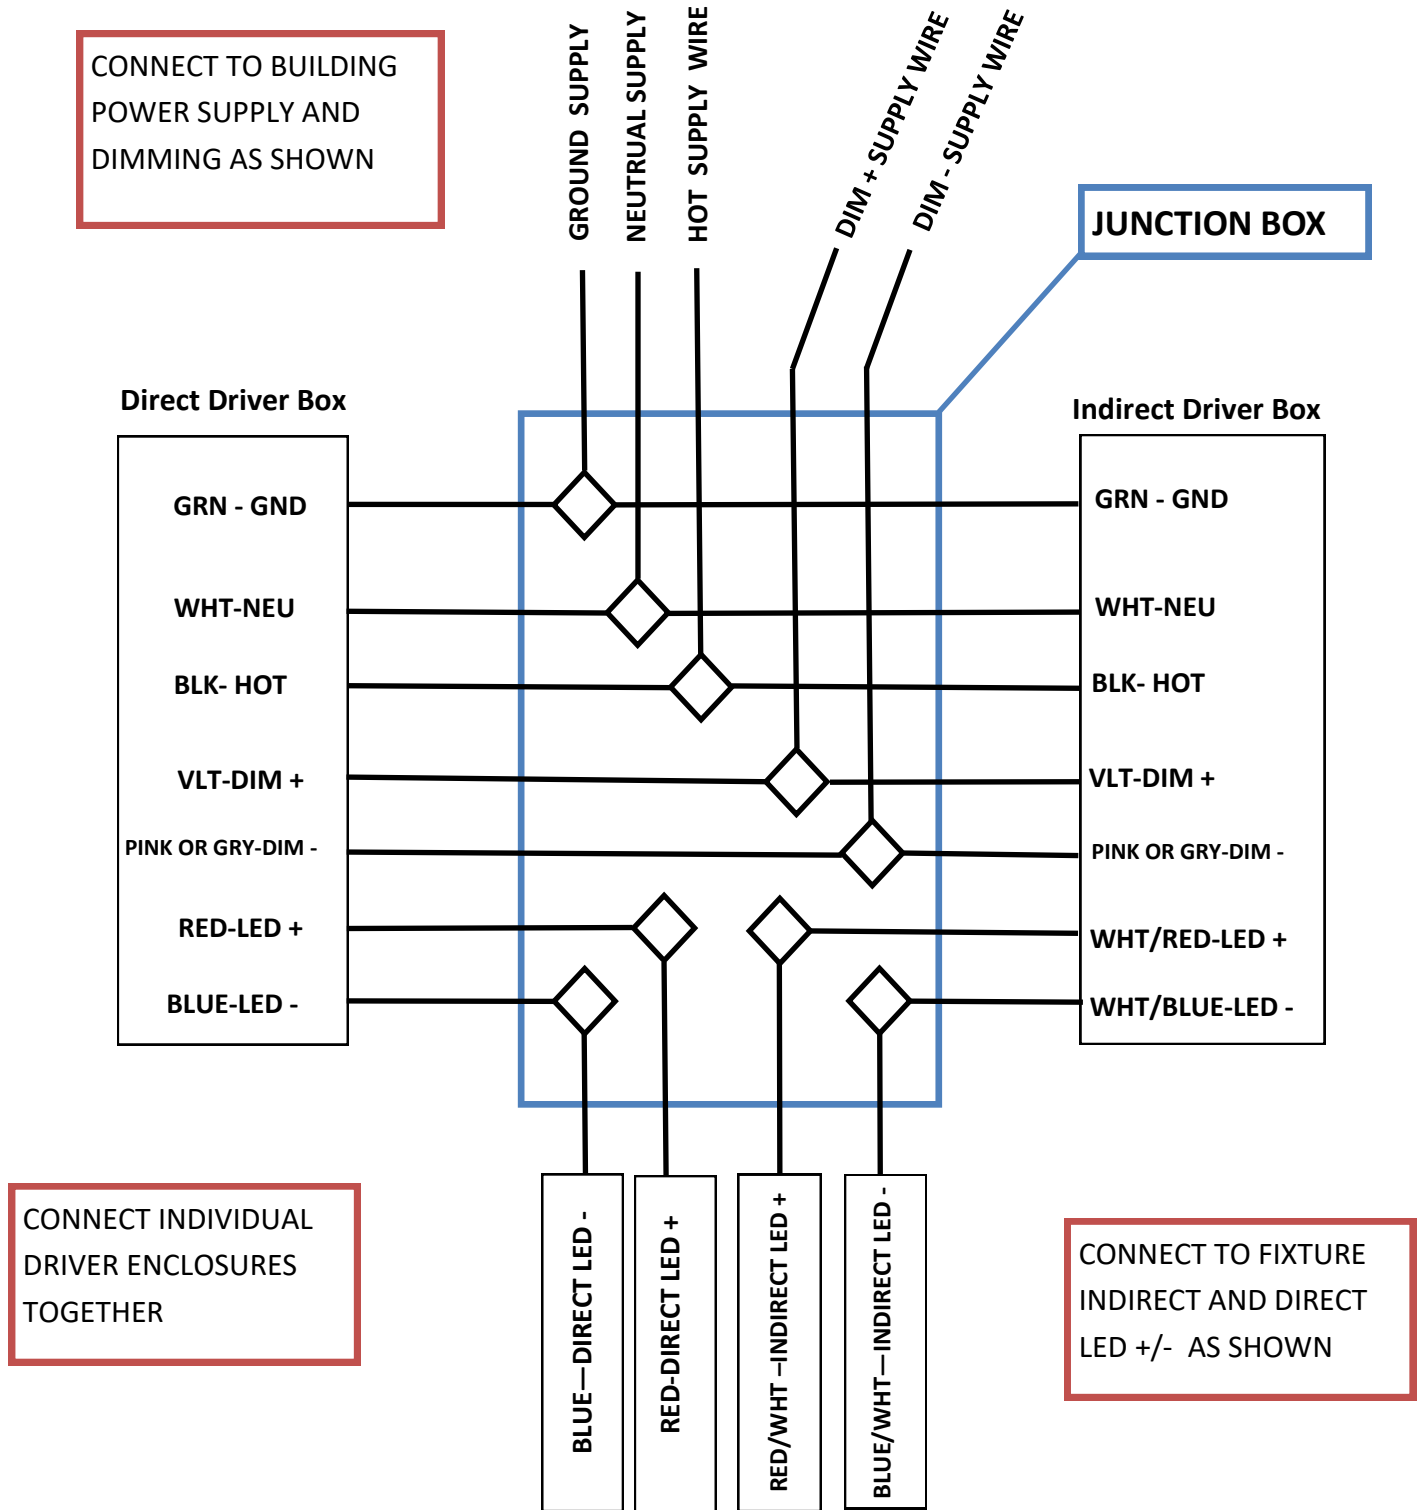 CONNECT TO BUILDING
POWER SUPPLY AND
DIMMING AS SHOWN
GROUND SUPPLY
NEUTRUAL SUPPLY
HOT SUPPLY WIRE
DIM + SUPPLY WIRE
DIM - SUPPLY WIRE
JUNCTION BOX
Direct Driver Box
GRN - GND
WHT-NEU
BLK- HOT
VLT-DIM +
PINK OR GRY-DIM -
RED-LED +
BLUE-LED -
Indirect Driver Box
GRN - GND
WHT-NEU
BLK- HOT
VLT-DIM +
PINK OR GRY-DIM -
WHT/RED-LED +
WHT/BLUE-LED -
CONNECT INDIVIDUAL
DRIVER ENCLOSURES
TOGETHER
BLUE—DIRECT LED -
RED-DIRECT LED +
RED/WHT –INDIRECT LED +
BLUE/WHT—INDIRECT LED -
CONNECT TO FIXTURE
INDIRECT AND DIRECT
LED +/- AS SHOWN